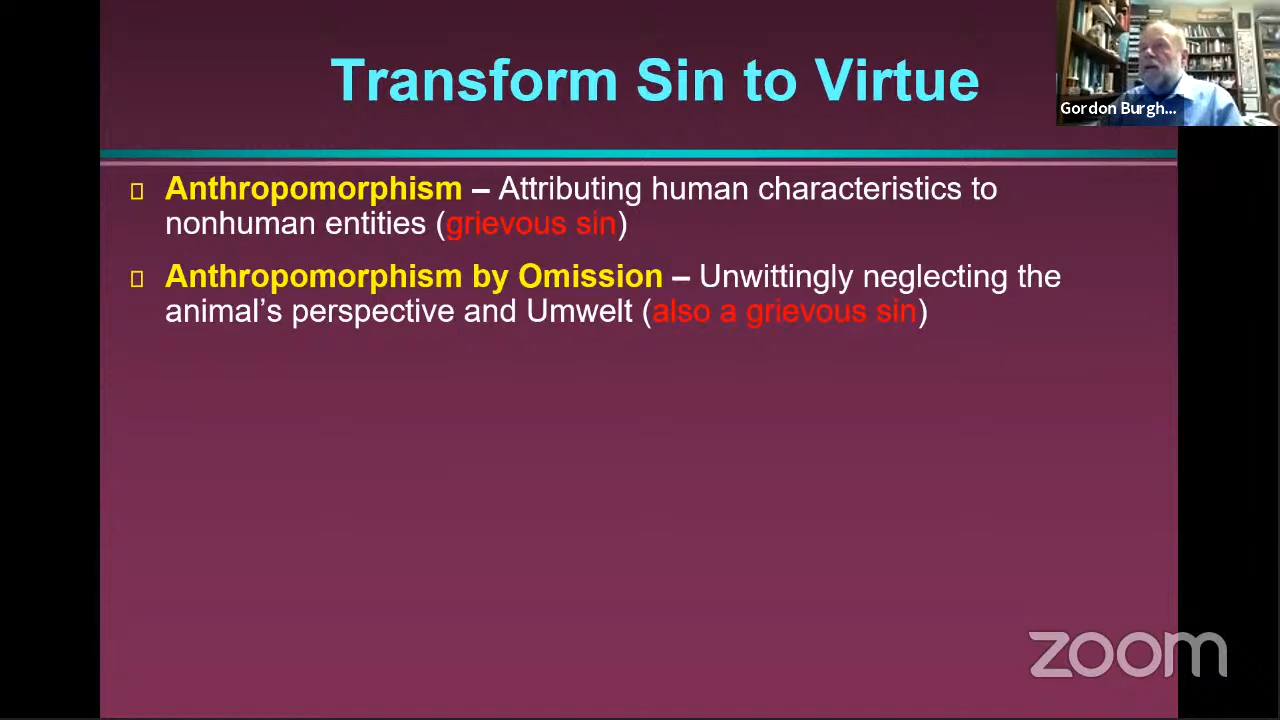 Transform Sin to Virtue
Gordon Burgh...
Anthropomorphism – Attributing human characteristics to
nonhuman entities (grievous sin)
Anthropomorphism by Omission – Unwittingly neglecting the
animal's perspective and Umwelt (also a grievous sin)
zoom